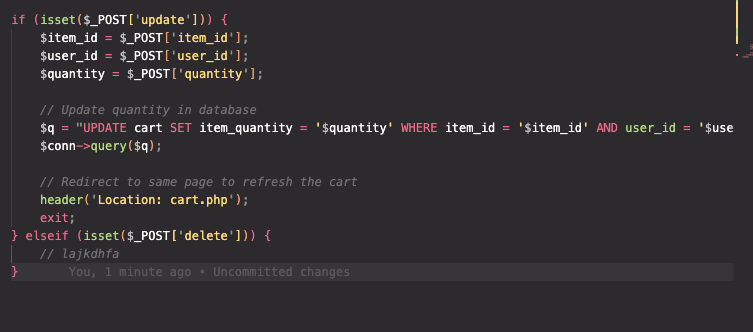 if (isset($_POST['update'])) {
    $item_id = $_POST['item_id'];
    $user_id = $_POST['user_id'];
    $quantity = $_POST['quantity'];

    // Update quantity in database
    $q = "UPDATE cart SET item_quantity = '$quantity' WHERE item_id = '$item_id' AND user_id = '$use
    $conn->query($q);

    // Redirect to same page to refresh the cart
    header('Location: cart.php');
    exit;
} elseif (isset($_POST['delete'])) {
    // lajkdhfa
}       You, 1 minute ago • Uncommitted changes